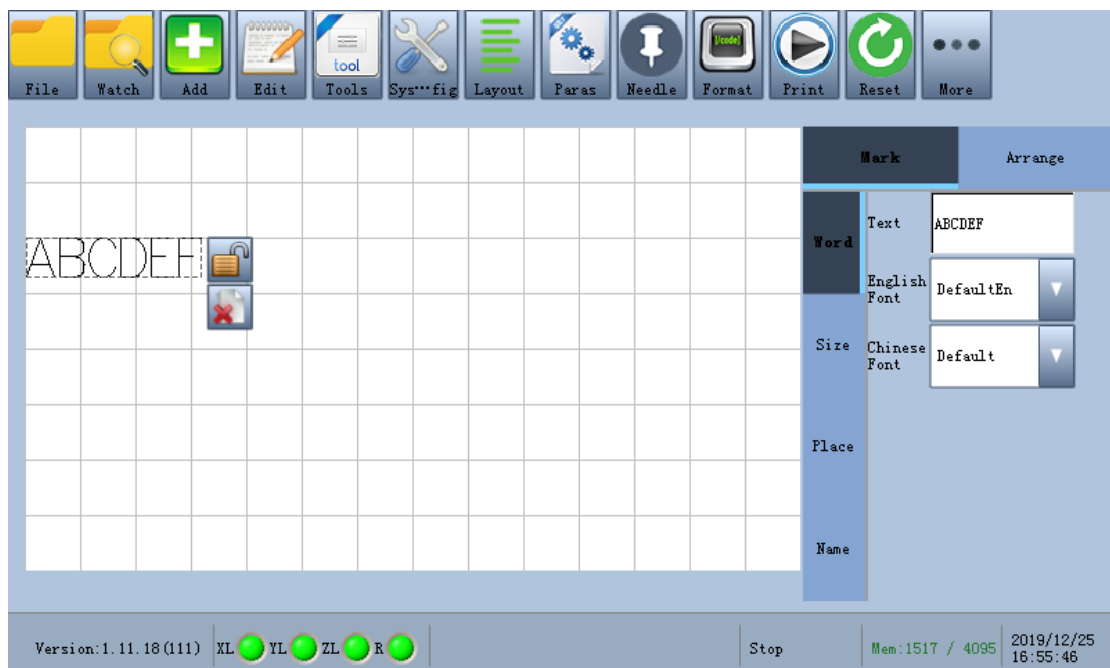 File Watch Add Edit tool Tools Sys···fig Layout Paras Needle [/code] Format Print Reset More
Mark Arrange
Word Text ABCDEF
ABCDEF
English Font DefaultEn
Size Chinese Font Default
Place
Name
Version:1.11.18(111) XL YL ZL R Stop Mem:1517 / 4095 2019/12/25
16:55:46